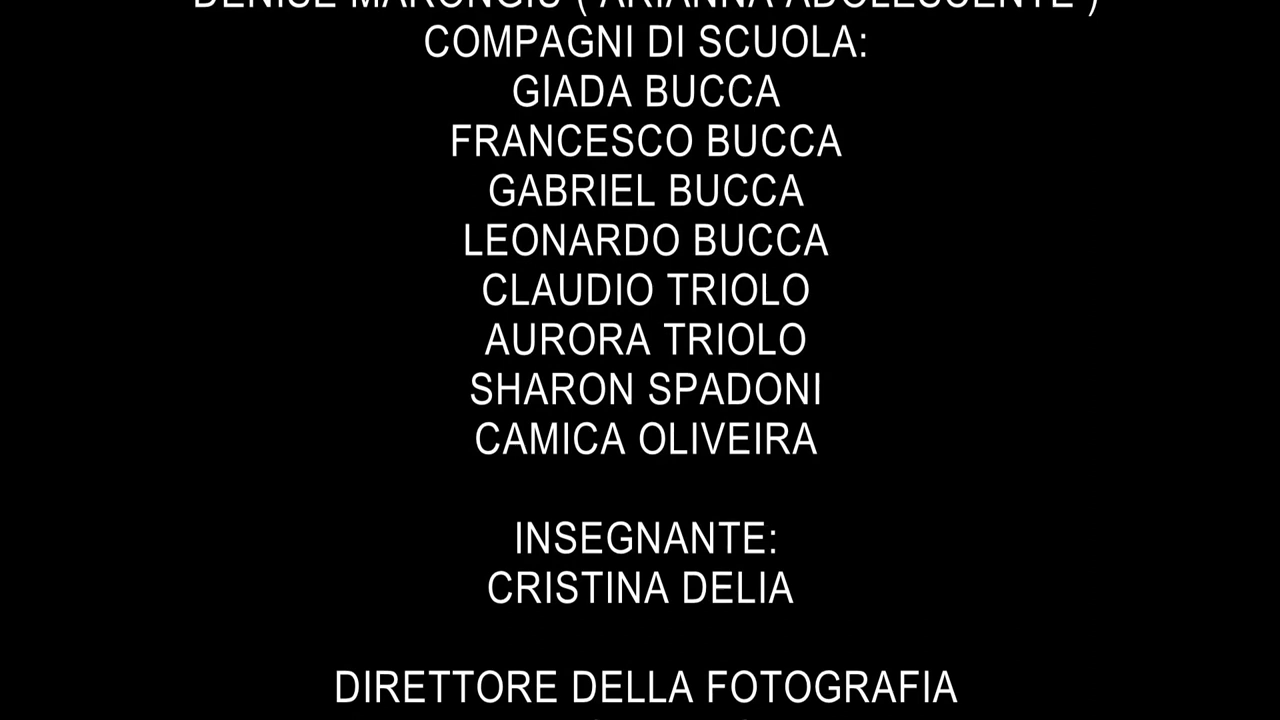 DENISE MARONGIU ( ARIANNA ADOLESCENTE )
COMPAGNI DI SCUOLA:
GIADA BUCCA
FRANCESCO BUCCA
GABRIEL BUCCA
LEONARDO BUCCA
CLAUDIO TRIOLO
AURORA TRIOLO
SHARON SPADONI
CAMICA OLIVEIRA
INSEGNANTE:
CRISTINA DELIA
DIRETTORE DELLA FOTOGRAFIA